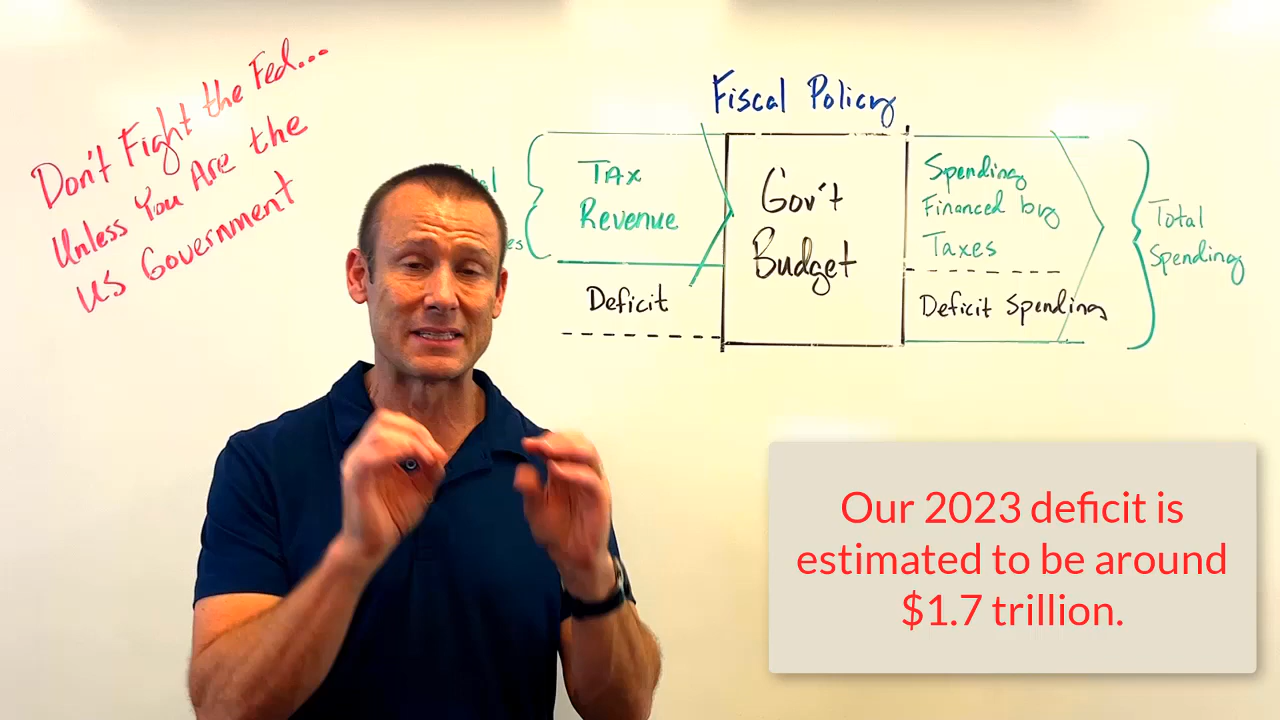 Don't Fight the Fed...
Unless You Are the
US Government
Fiscal Policy
Tax
Revenue
Deficit
Gov't
Budget
Spending
Financed by
Taxes
Deficit Spending
Total
Spending
Our 2023 deficit is
estimated to be around
$1.7 trillion.